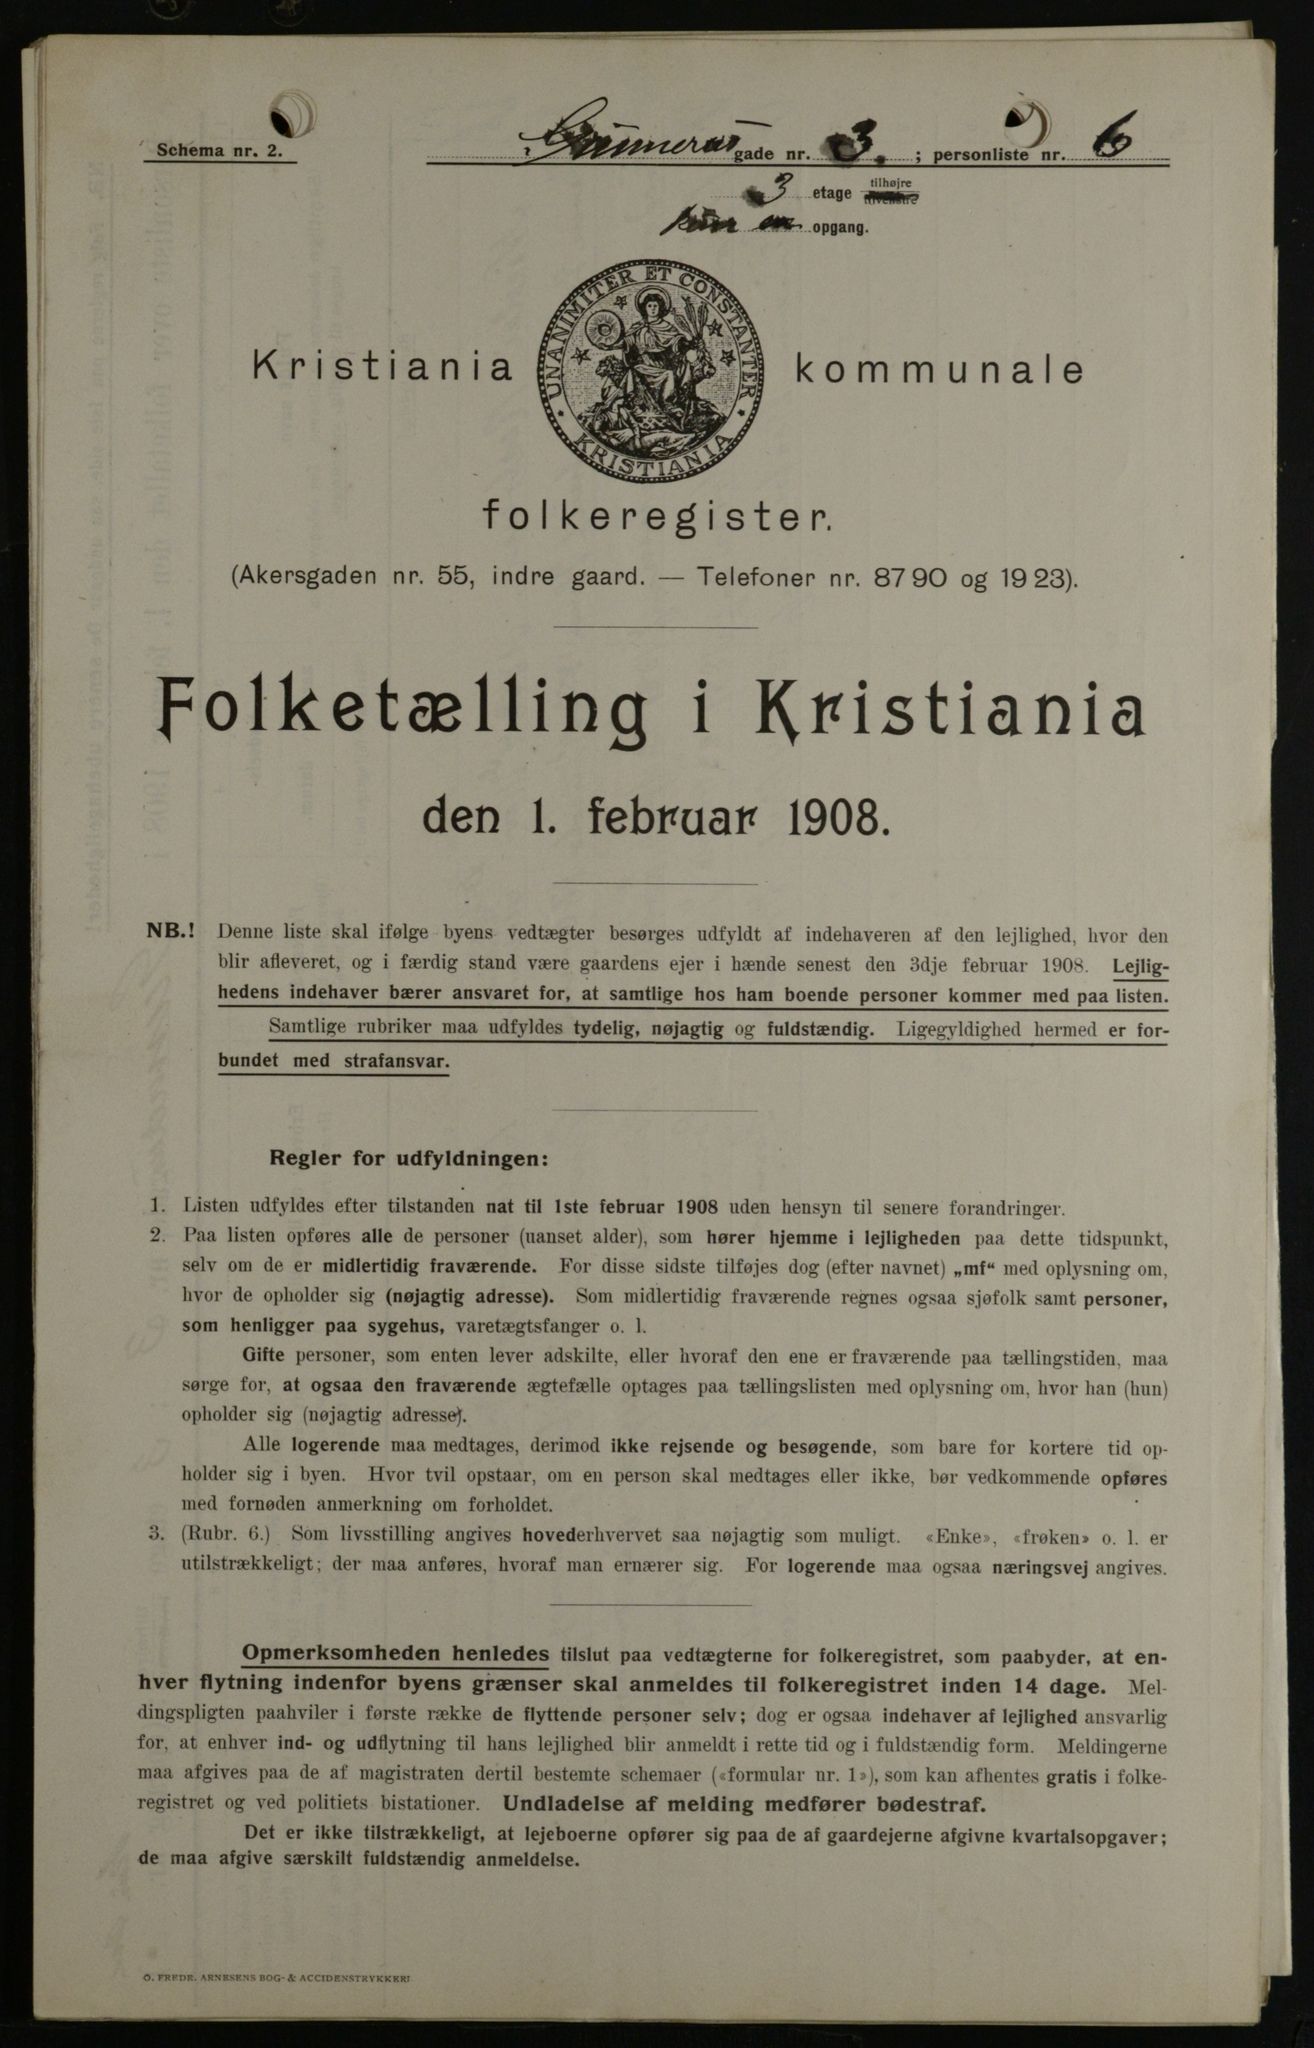 Schema nr. 2.
Gunnerus gade nr. 3. ; personliste nr. 6
3 etage tilhøjre tilvenstre
kun en opgang.
UNANIMITER ET CONSTANTER
KRISTIANIA
Kristiania kommunale
folkeregister.
(Akersgaden nr. 55, indre gaard. — Telefoner nr. 8790 og 1923).
Folketælling i Kristiania
den 1. februar 1908.
NB.! Denne liste skal ifølge byens vedtægter besørges udfyldt af indehaveren af den lejlighed, hvor den
blir afleveret, og i færdig stand være gaardens ejer i hænde senest den 3dje februar 1908. Lejlig-
hedens indehaver bærer ansvaret for, at samtlige hos ham boende personer kommer med paa listen.
Samtlige rubriker maa udfyldes tydelig, nøjagtig og fuldstændig. Ligegyldighed hermed er for-
bundet med strafansvar.
Regler for udfyldningen:
1. Listen udfyldes efter tilstanden nat til 1ste februar 1908 uden hensyn til senere forandringer.
2. Paa listen opføres alle de personer (uanset alder), som hører hjemme i lejligheden paa dette tidspunkt,
selv om de er midlertidig fraværende. For disse sidste tilføjes dog (efter navnet) „mf“ med oplysning om,
hvor de opholder sig (nøjagtig adresse). Som midlertidig fraværende regnes ogsaa sjøfolk samt personer,
som henligger paa sygehus, varetægtsfanger o. l.
Gifte personer, som enten lever adskilte, eller hvoraf den ene er fraværende paa tællingstiden, maa
sørge for, at ogsaa den fraværende ægtefælle optages paa tællingslisten med oplysning om, hvor han (hun)
opholder sig (nøjagtig adresse).
Alle logerende maa medtages, derimod ikke rejsende og besøgende, som bare for kortere tid op-
holder sig i byen. Hvor tvil opstaar, om en person skal medtages eller ikke, bør vedkommende opføres
med fornøden anmerkning om forholdet.
3. (Rubr. 6.) Som livsstilling angives hovederhvervet saa nøjagtig som muligt. «Enke», «frøken» o. l. er
utilstrækkeligt; der maa anføres, hvoraf man ernærer sig. For logerende maa ogsaa næringsvej angives.
Opmerksomheden henledes tilslut paa vedtægterne for folkeregistret, som paabyder, at en-
hver flytning indenfor byens grænser skal anmeldes til folkeregistret inden 14 dage. Mel-
dingspligten paahviler i første række de flyttende personer selv; dog er ogsaa indehaver af lejlighed ansvarlig
for, at enhver ind- og udflytning til hans lejlighed blir anmeldt i rette tid og i fuldstændig form. Meldingerne
maa afgives paa de af magistraten dertil bestemte schemaer («formular nr. 1»), som kan afhentes gratis i folke-
registret og ved politiets bistationer. Undladelse af melding medfører bødestraf.
Det er ikke tilstrækkeligt, at lejeboerne opfører sig paa de af gaardejerne afgivne kvartalsopgaver;
de maa afgive særskilt fuldstændig anmeldelse.
O. FREDR. ARNESENS BOG- & ACCIDENSTRYKKERI